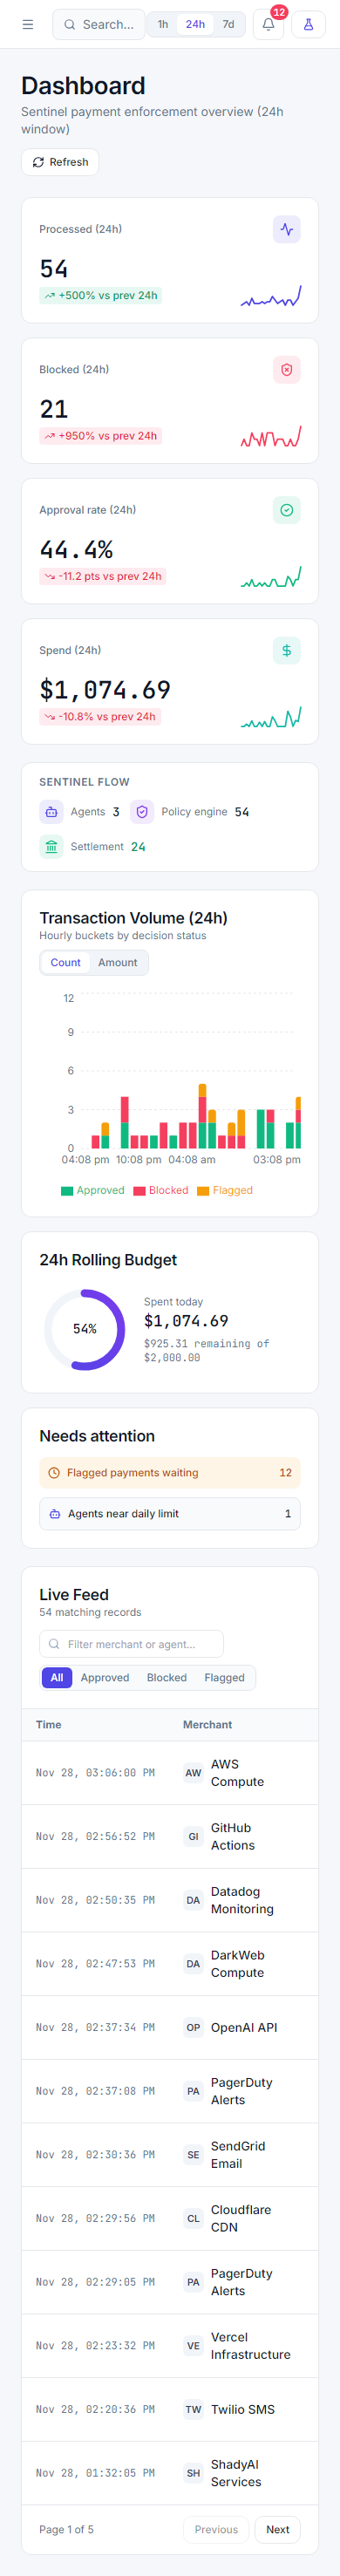 Search...
1h 24h 7d
12
Dashboard
Sentinel payment enforcement overview (24h
window)
Refresh
Processed (24h)
54
+500% vs prev 24h
Blocked (24h)
21
+950% vs prev 24h
Approval rate (24h)
44.4%
-11.2 pts vs prev 24h
Spend (24h)
$1,074.69
-10.8% vs prev 24h
SENTINEL FLOW
Agents 3 Policy engine 54
Settlement 24
Transaction Volume (24h)
Hourly buckets by decision status
Count Amount
12
9
6
3
0
04:08 pm 10:08 pm 04:08 am 03:08 pm
Approved Blocked Flagged
24h Rolling Budget
54%
Spent today
$1,074.69
$925.31 remaining of
$2,000.00
Needs attention
Flagged payments waiting 12
Agents near daily limit 1
Live Feed
54 matching records
Filter merchant or agent...
All Approved Blocked Flagged
Time Merchant
Nov 28, 03:06:00 PM AW AWS
Compute
Nov 28, 02:56:52 PM GI GitHub
Actions
Nov 28, 02:50:35 PM DA Datadog
Monitoring
Nov 28, 02:47:53 PM DA DarkWeb
Compute
Nov 28, 02:37:34 PM OP OpenAI API
Nov 28, 02:37:08 PM PA PagerDuty
Alerts
Nov 28, 02:30:36 PM SE SendGrid
Email
Nov 28, 02:29:56 PM CL Cloudflare
CDN
Nov 28, 02:29:05 PM PA PagerDuty
Alerts
Nov 28, 02:23:32 PM VE Vercel
Infrastructure
Nov 28, 02:20:36 PM TW Twilio SMS
Nov 28, 01:32:05 PM SH ShadyAI
Services
Page 1 of 5 Previous Next